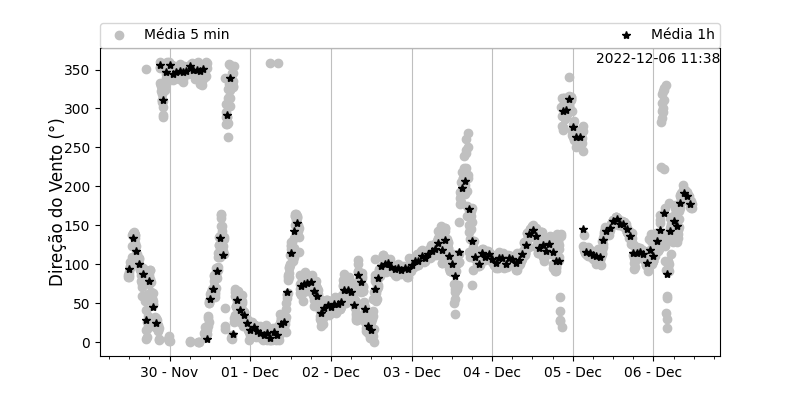 Média 5 min
Média 1h
2022-12-06 11:38
Direção do Vento (°)
350
300
250
200
150
100
50
0
30 - Nov
01 - Dec
02 - Dec
03 - Dec
04 - Dec
05 - Dec
06 - Dec